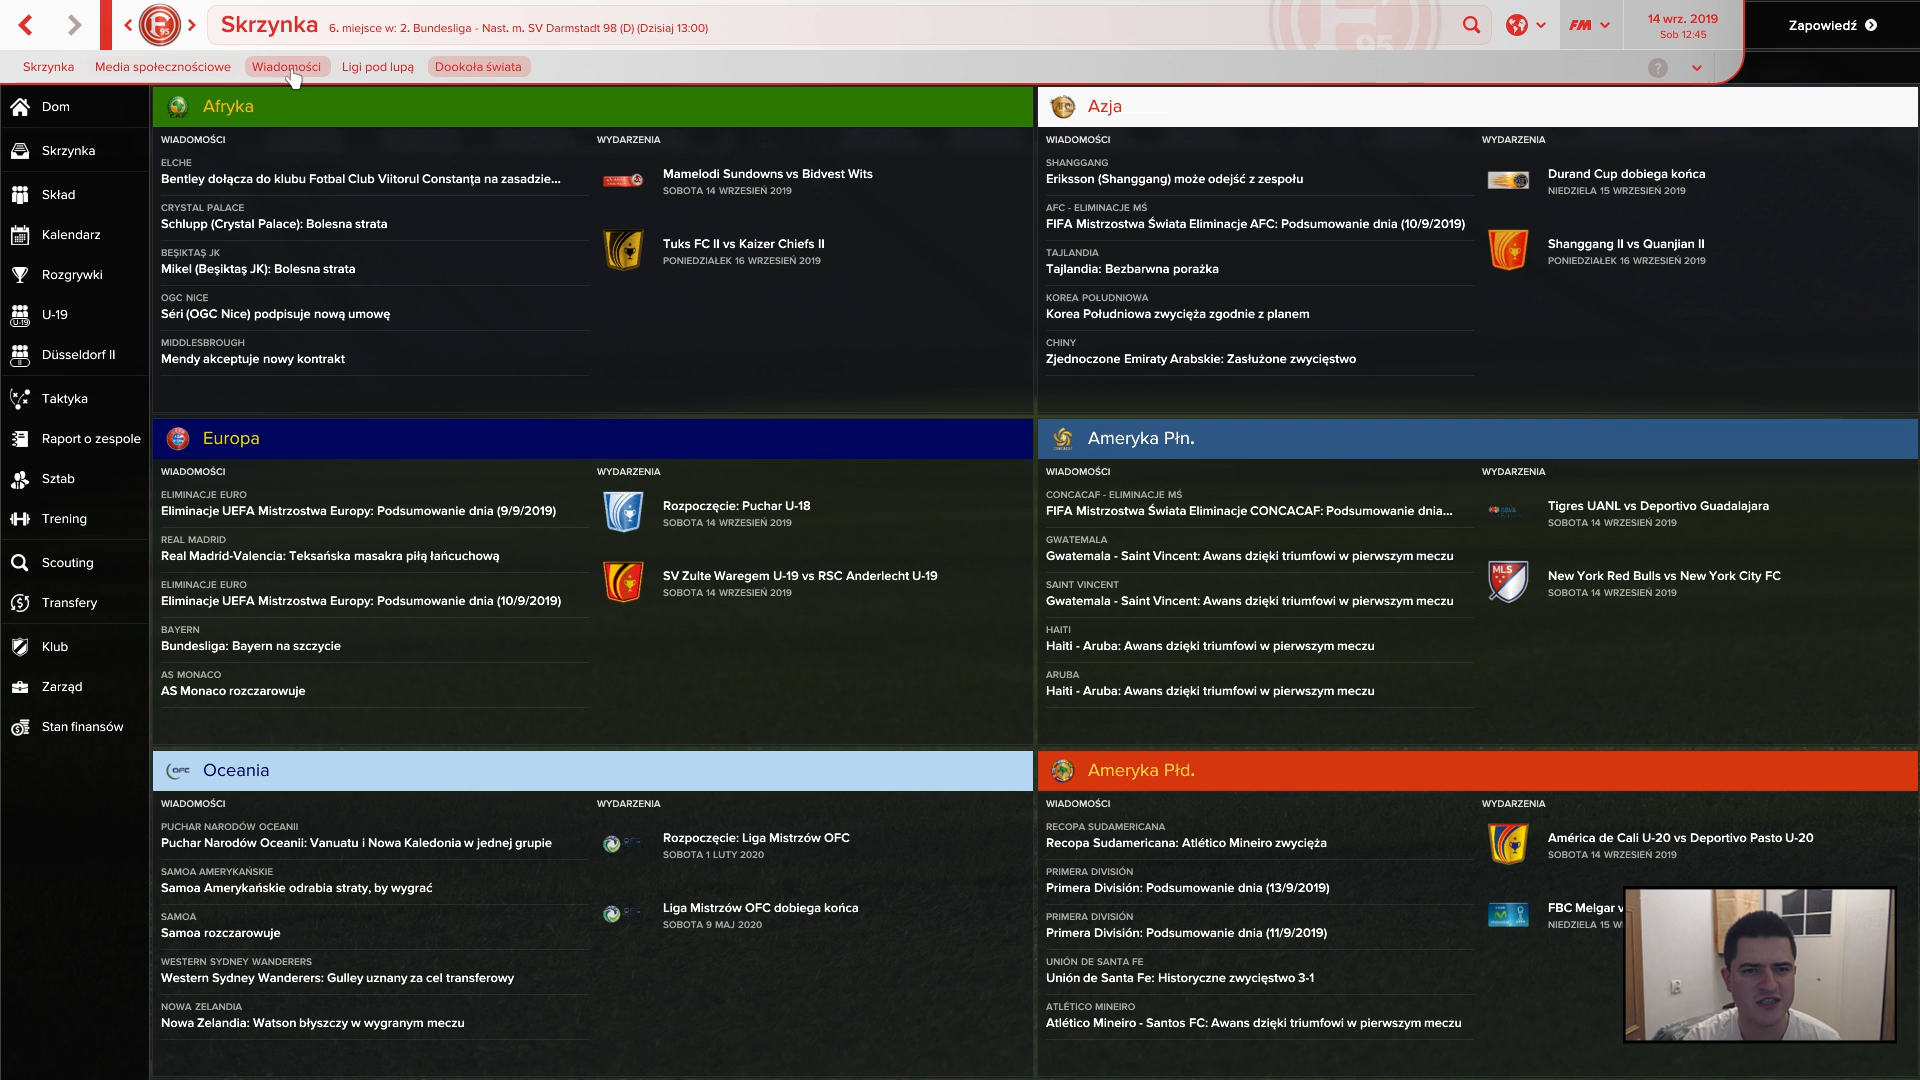 Skrzynka
6. miejsce w: 2. Bundesliga - Nast. m. SV Darmstadt 98 (D) (Dzisiaj 13:00)
FM
14 wrz. 2019
Sob 12:45
Zapowiedź
Skrzynka
Media społecznościowe
Wiadomości
Ligi pod lupą
Dookoła świata
?
Dom
Skrzynka
Skład
Kalendarz
Rozgrywki
U-19
Düsseldorf II
Taktyka
Raport o zespole
Sztab
Trening
Scouting
Transfery
Klub
Zarząd
Stan finansów
Afryka
WIADOMOŚCI
ELCHE
Bentley dołącza do klubu Fotbal Club Viitorul Constanţa na zasadzie...
CRYSTAL PALACE
Schlupp (Crystal Palace): Bolesna strata
BEŞIKTAŞ JK
Mikel (Beşiktaş JK): Bolesna strata
OGC NICE
Séri (OGC Nice) podpisuje nową umowę
MIDDLESBROUGH
Mendy akceptuje nowy kontrakt
WYDARZENIA
Mamelodi Sundowns vs Bidvest Wits
SOBOTA 14 WRZESIEŃ 2019
Tuks FC II vs Kaizer Chiefs II
PONIEDZIAŁEK 16 WRZESIEŃ 2019
Azja
WIADOMOŚCI
SHANGGANG
Eriksson (Shanggang) może odejść z zespołu
AFC - ELIMINACJE MŚ
FIFA Mistrzostwa Świata Eliminacje AFC: Podsumowanie dnia (10/9/2019)
TAJLANDIA
Tajlandia: Bezbarwna porażka
KOREA POŁUDNIOWA
Korea Południowa zwycięża zgodnie z planem
CHINY
Zjednoczone Emiraty Arabskie: Zasłużone zwycięstwo
WYDARZENIA
Durand Cup dobiega końca
NIEDZIELA 15 WRZESIEŃ 2019
Shanggang II vs Quanjian II
PONIEDZIAŁEK 16 WRZESIEŃ 2019
Europa
WIADOMOŚCI
ELIMINACJE EURO
Eliminacje UEFA Mistrzostwa Europy: Podsumowanie dnia (9/9/2019)
REAL MADRID
Real Madrid-Valencia: Teksańska masakra piłą łańcuchową
ELIMINACJE EURO
Eliminacje UEFA Mistrzostwa Europy: Podsumowanie dnia (10/9/2019)
BAYERN
Bundesliga: Bayern na szczycie
AS MONACO
AS Monaco rozczarowuje
WYDARZENIA
Rozpoczęcie: Puchar U-18
SOBOTA 14 WRZESIEŃ 2019
SV Zulte Waregem U-19 vs RSC Anderlecht U-19
SOBOTA 14 WRZESIEŃ 2019
Ameryka Płn.
WIADOMOŚCI
CONCACAF - ELIMINACJE MŚ
FIFA Mistrzostwa Świata Eliminacje CONCACAF: Podsumowanie dnia...
GWATEMALA
Gwatemala - Saint Vincent: Awans dzięki triumfowi w pierwszym meczu
SAINT VINCENT
Gwatemala - Saint Vincent: Awans dzięki triumfowi w pierwszym meczu
HAITI
Haiti - Aruba: Awans dzięki triumfowi w pierwszym meczu
ARUBA
Haiti - Aruba: Awans dzięki triumfowi w pierwszym meczu
WYDARZENIA
Tigres UANL vs Deportivo Guadalajara
SOBOTA 14 WRZESIEŃ 2019
MLS
New York Red Bulls vs New York City FC
SOBOTA 14 WRZESIEŃ 2019
OFC
Oceania
WIADOMOŚCI
PUCHAR NARODÓW OCEANII
Puchar Narodów Oceanii: Vanuatu i Nowa Kaledonia w jednej grupie
SAMOA AMERYKAŃSKIE
Samoa Amerykańskie odrabia straty, by wygrać
SAMOA
Samoa rozczarowuje
WESTERN SYDNEY WANDERERS
Western Sydney Wanderers: Gulley uznany za cel transferowy
NOWA ZELANDIA
Nowa Zelandia: Watson błyszczy w wygranym meczu
WYDARZENIA
Rozpoczęcie: Liga Mistrzów OFC
SOBOTA 1 LUTY 2020
Liga Mistrzów OFC dobiega końca
SOBOTA 9 MAJ 2020
Ameryka Płd.
WIADOMOŚCI
RECOPA SUDAMERICANA
Recopa Sudamericana: Atlético Mineiro zwycięża
PRIMERA DIVISIÓN
Primera División: Podsumowanie dnia (13/9/2019)
PRIMERA DIVISIÓN
Primera División: Podsumowanie dnia (11/9/2019)
UNIÓN DE SANTA FE
Unión de Santa Fe: Historyczne zwycięstwo 3-1
ATLÉTICO MINEIRO
Atlético Mineiro - Santos FC: Awans dzięki triumfowi w pierwszym meczu
WYDARZENIA
América de Cali U-20 vs Deportivo Pasto U-20
SOBOTA 14 WRZESIEŃ 2019
FBC Melgar v
NIEDZIELA 15 W